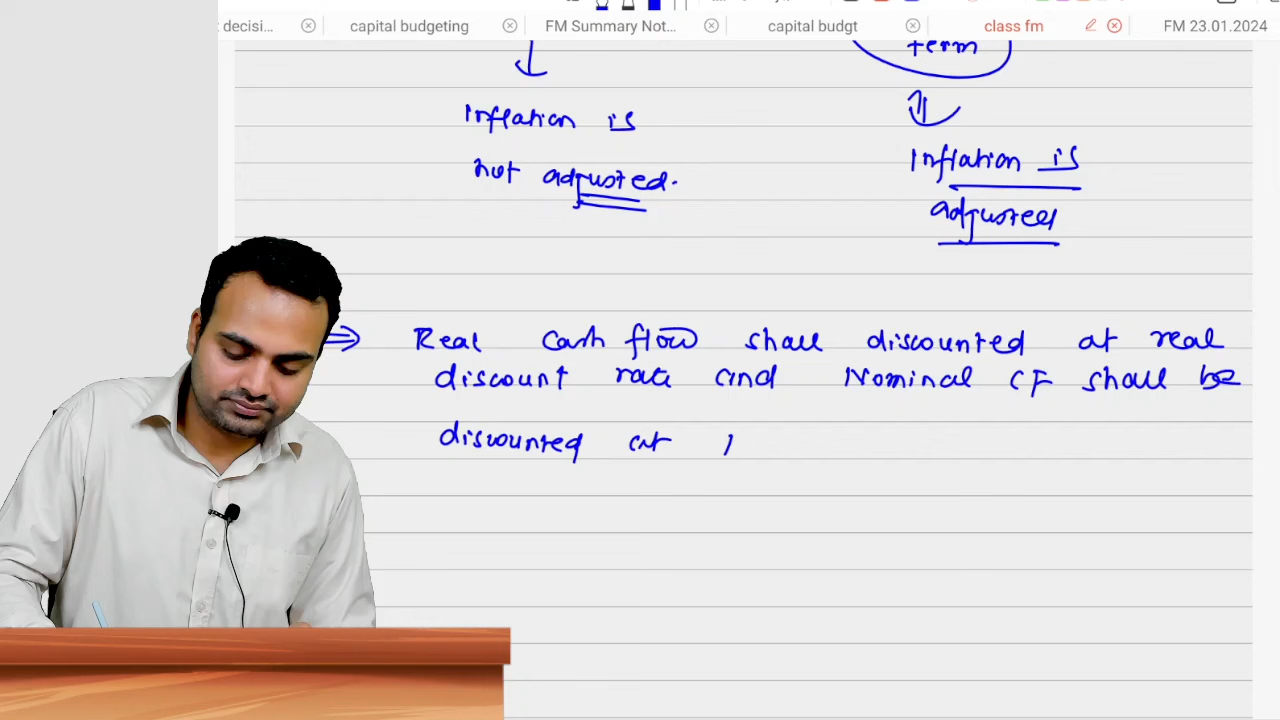 t decisi...
capital budgeting
FM Summary Not...
capital budgt
class fm
FM 23.01.2024
term
Inflation is
not adjusted.
Inflation is
adjusted
⇒ Real cash flow shall discounted at real
discount rate and Nominal CF shall be
discounted at